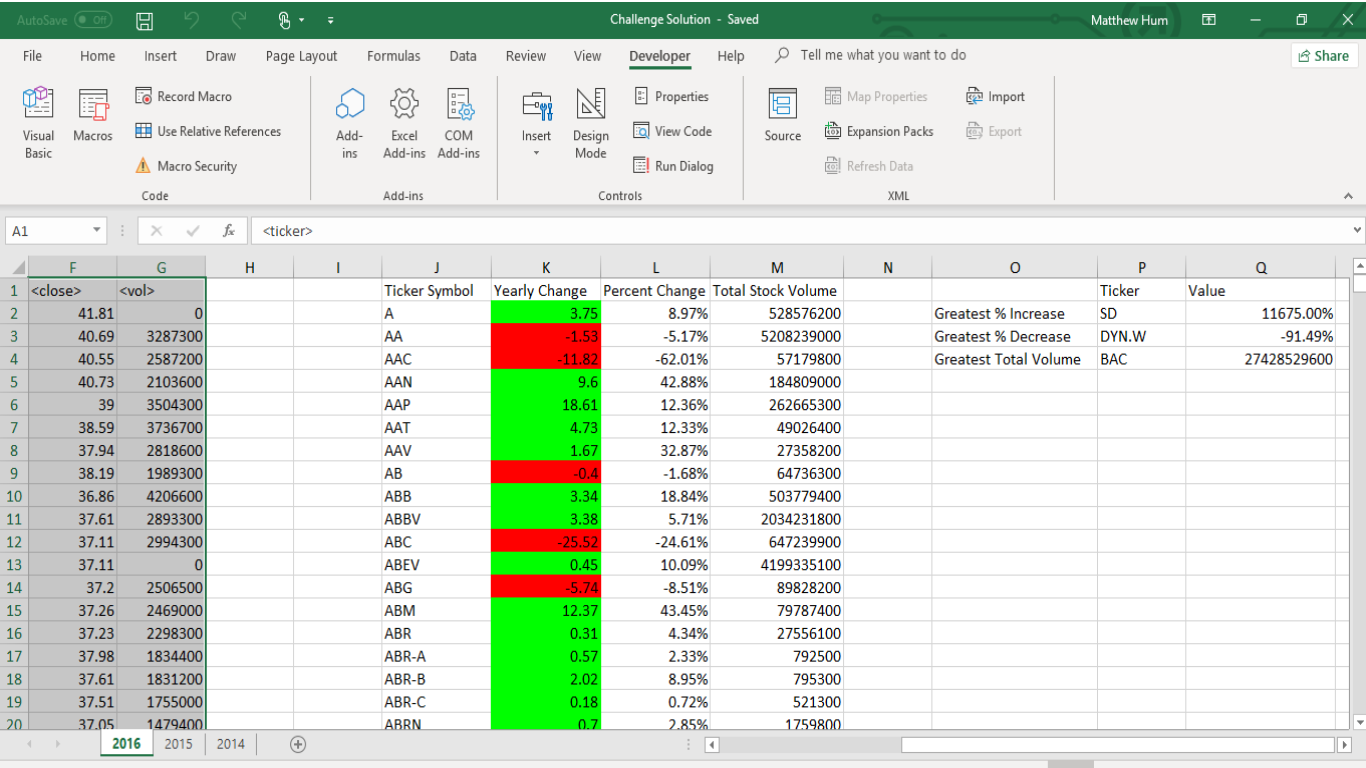 AutoSave Off Challenge Solution - Saved Matthew Hum
File Home Insert Draw Page Layout Formulas Data Review View Developer Help Tell me what you want to do Share
Visual Basic
Macros
Record Macro
Use Relative References
Macro Security
Code
Add-ins
Excel Add-ins
COM Add-ins
Add-ins
Insert
Design Mode
Properties
View Code
Run Dialog
Controls
Source
Map Properties
Expansion Packs
Refresh Data
Import
Export
XML
A1 fx <ticker>
F G H I J K L M N O P Q
1 <close> <vol> Ticker Symbol Yearly Change Percent Change Total Stock Volume Ticker Value
2 41.81 0 A 3.75 8.97% 528576200 Greatest % Increase SD 11675.00%
3 40.69 3287300 AA -1.53 -5.17% 5208239000 Greatest % Decrease DYN.W -91.49%
4 40.55 2587200 AAC -11.82 -62.01% 57179800 Greatest Total Volume BAC 27428529600
5 40.73 2103600 AAN 9.6 42.88% 184809000
6 39 3504300 AAP 18.61 12.36% 262665300
7 38.59 3736700 AAT 4.73 12.33% 49026400
8 37.94 2818600 AAV 1.67 32.87% 27358200
9 38.19 1989300 AB -0.4 -1.68% 64736300
10 36.86 4206600 ABB 3.34 18.84% 503779400
11 37.61 2893300 ABBV 3.38 5.71% 2034231800
12 37.11 2994300 ABC -25.52 -24.61% 647239900
13 37.11 0 ABEV 0.45 10.09% 4199335100
14 37.2 2506500 ABG -5.74 -8.51% 89828200
15 37.26 2469000 ABM 12.37 43.45% 79787400
16 37.23 2298300 ABR 0.31 4.34% 27556100
17 37.98 1834400 ABR-A 0.57 2.33% 792500
18 37.61 1831200 ABR-B 2.02 8.95% 795300
19 37.51 1755000 ABR-C 0.18 0.72% 521300
20 37.05 1479400 ABRN 0.7 2.85% 1759800
2016 2015 2014